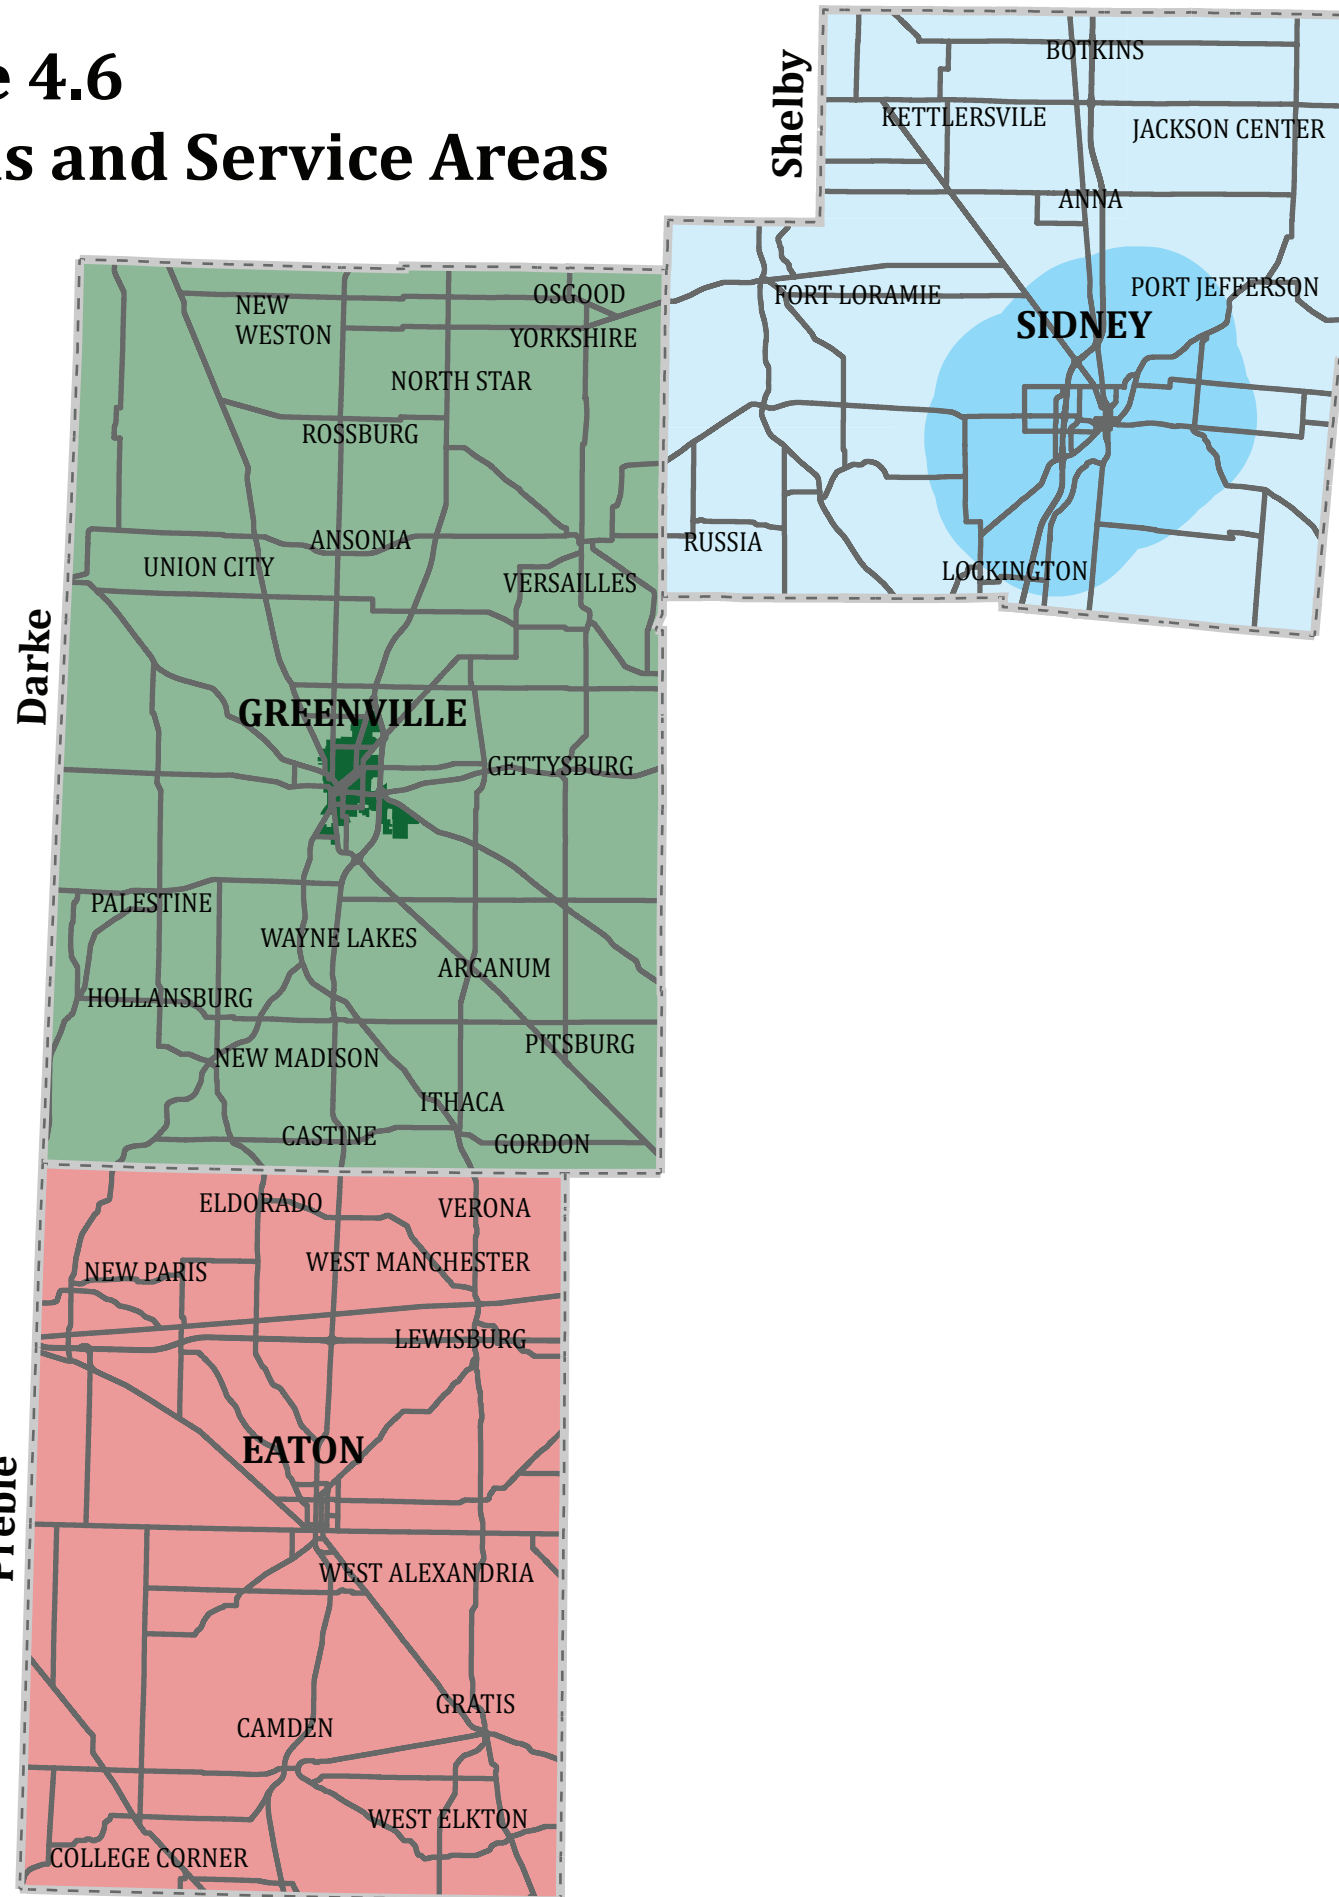 e 4.6
s and Service Areas
Shelby
BOTKINS
KETTLERSVILE
JACKSON CENTER
ANNA
FORT LORAMIE
PORT JEFFERSON
SIDNEY
RUSSIA
LOCKINGTON
Darke
NEW
WESTON
OSGOOD
YORKSHIRE
NORTH STAR
ROSSBURG
ANSONIA
UNION CITY
VERSAILLES
GREENVILLE
GETTYSBURG
PALESTINE
WAYNE LAKES
ARCANUM
HOLLANSBURG
PITSBURG
NEW MADISON
ITHACA
CASTINE
GORDON
Preble
ELDORADO
VERONA
WEST MANCHESTER
NEW PARIS
LEWISBURG
EATON
WEST ALEXANDRIA
GRATIS
CAMDEN
WEST ELKTON
COLLEGE CORNER